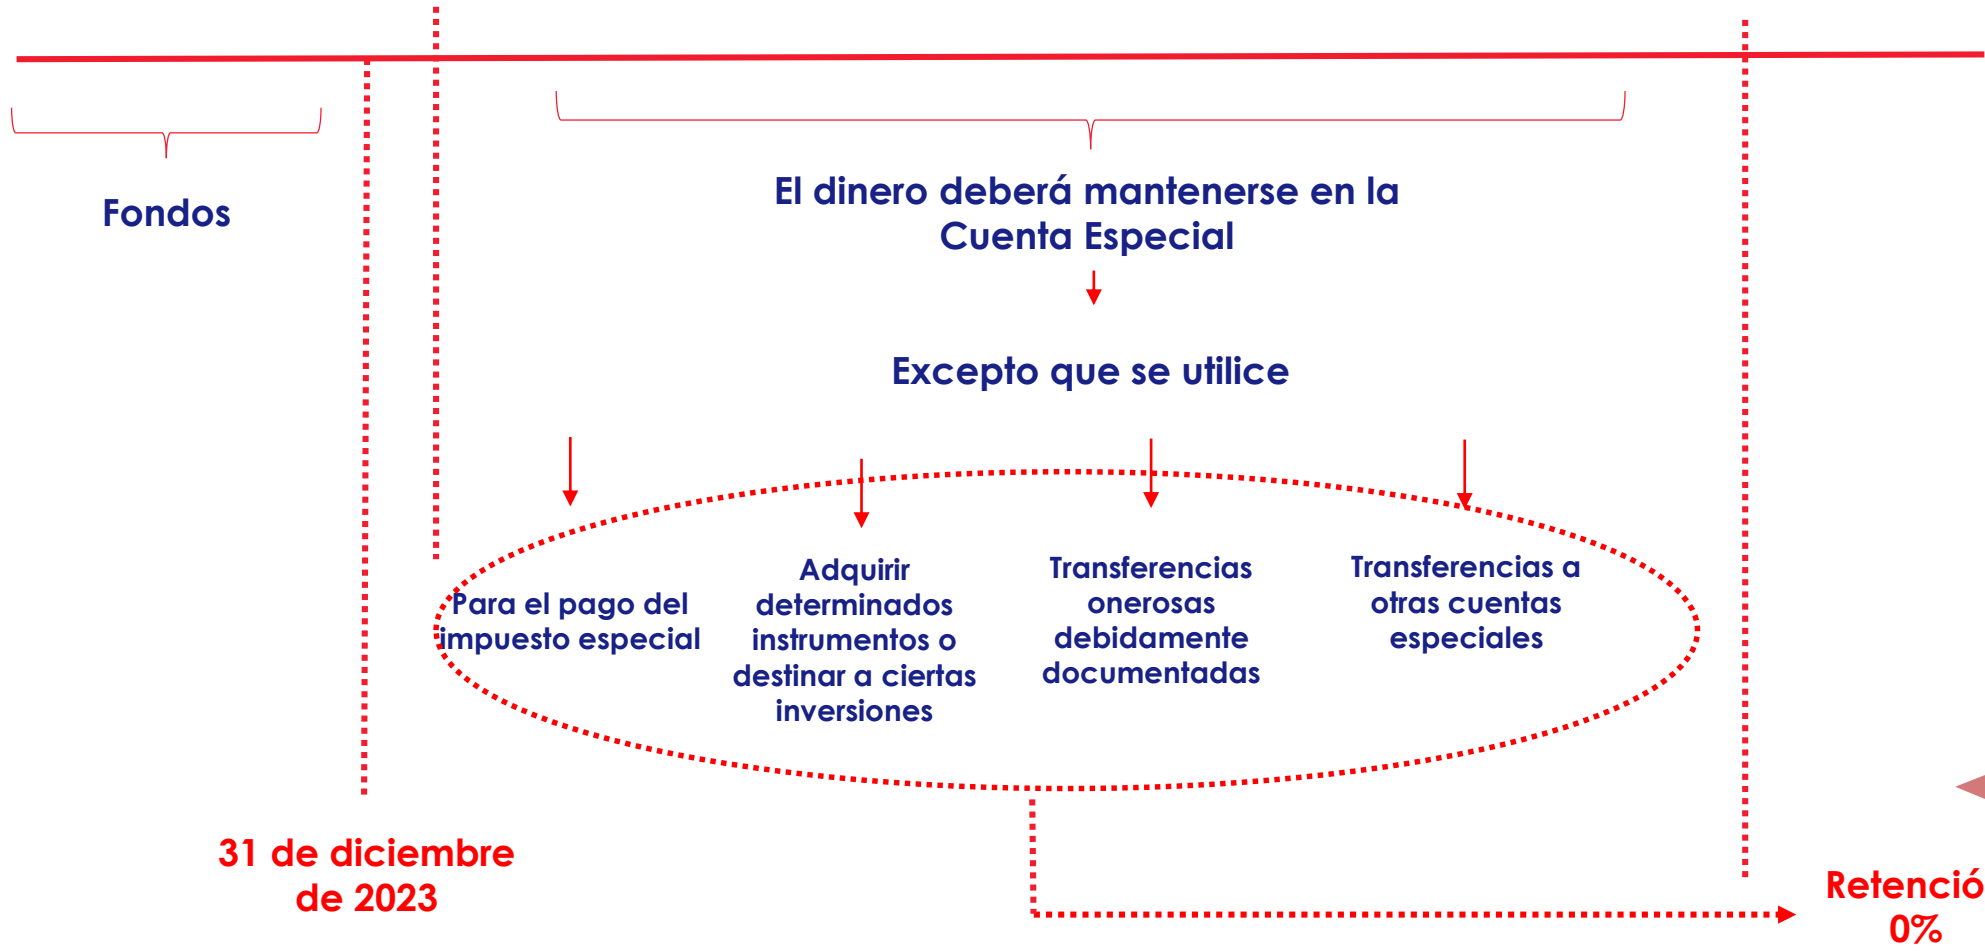 Fondos
El dinero deberá mantenerse en la
Cuenta Especial
Excepto que se utilice
Para el pago del
impuesto especial
Adquirir
determinados
instrumentos o
destinar a ciertas
inversiones
Transferencias
onerosas
debidamente
documentadas
Transferencias a
otras cuentas
especiales
31 de diciembre
de 2023
Retenció
0%